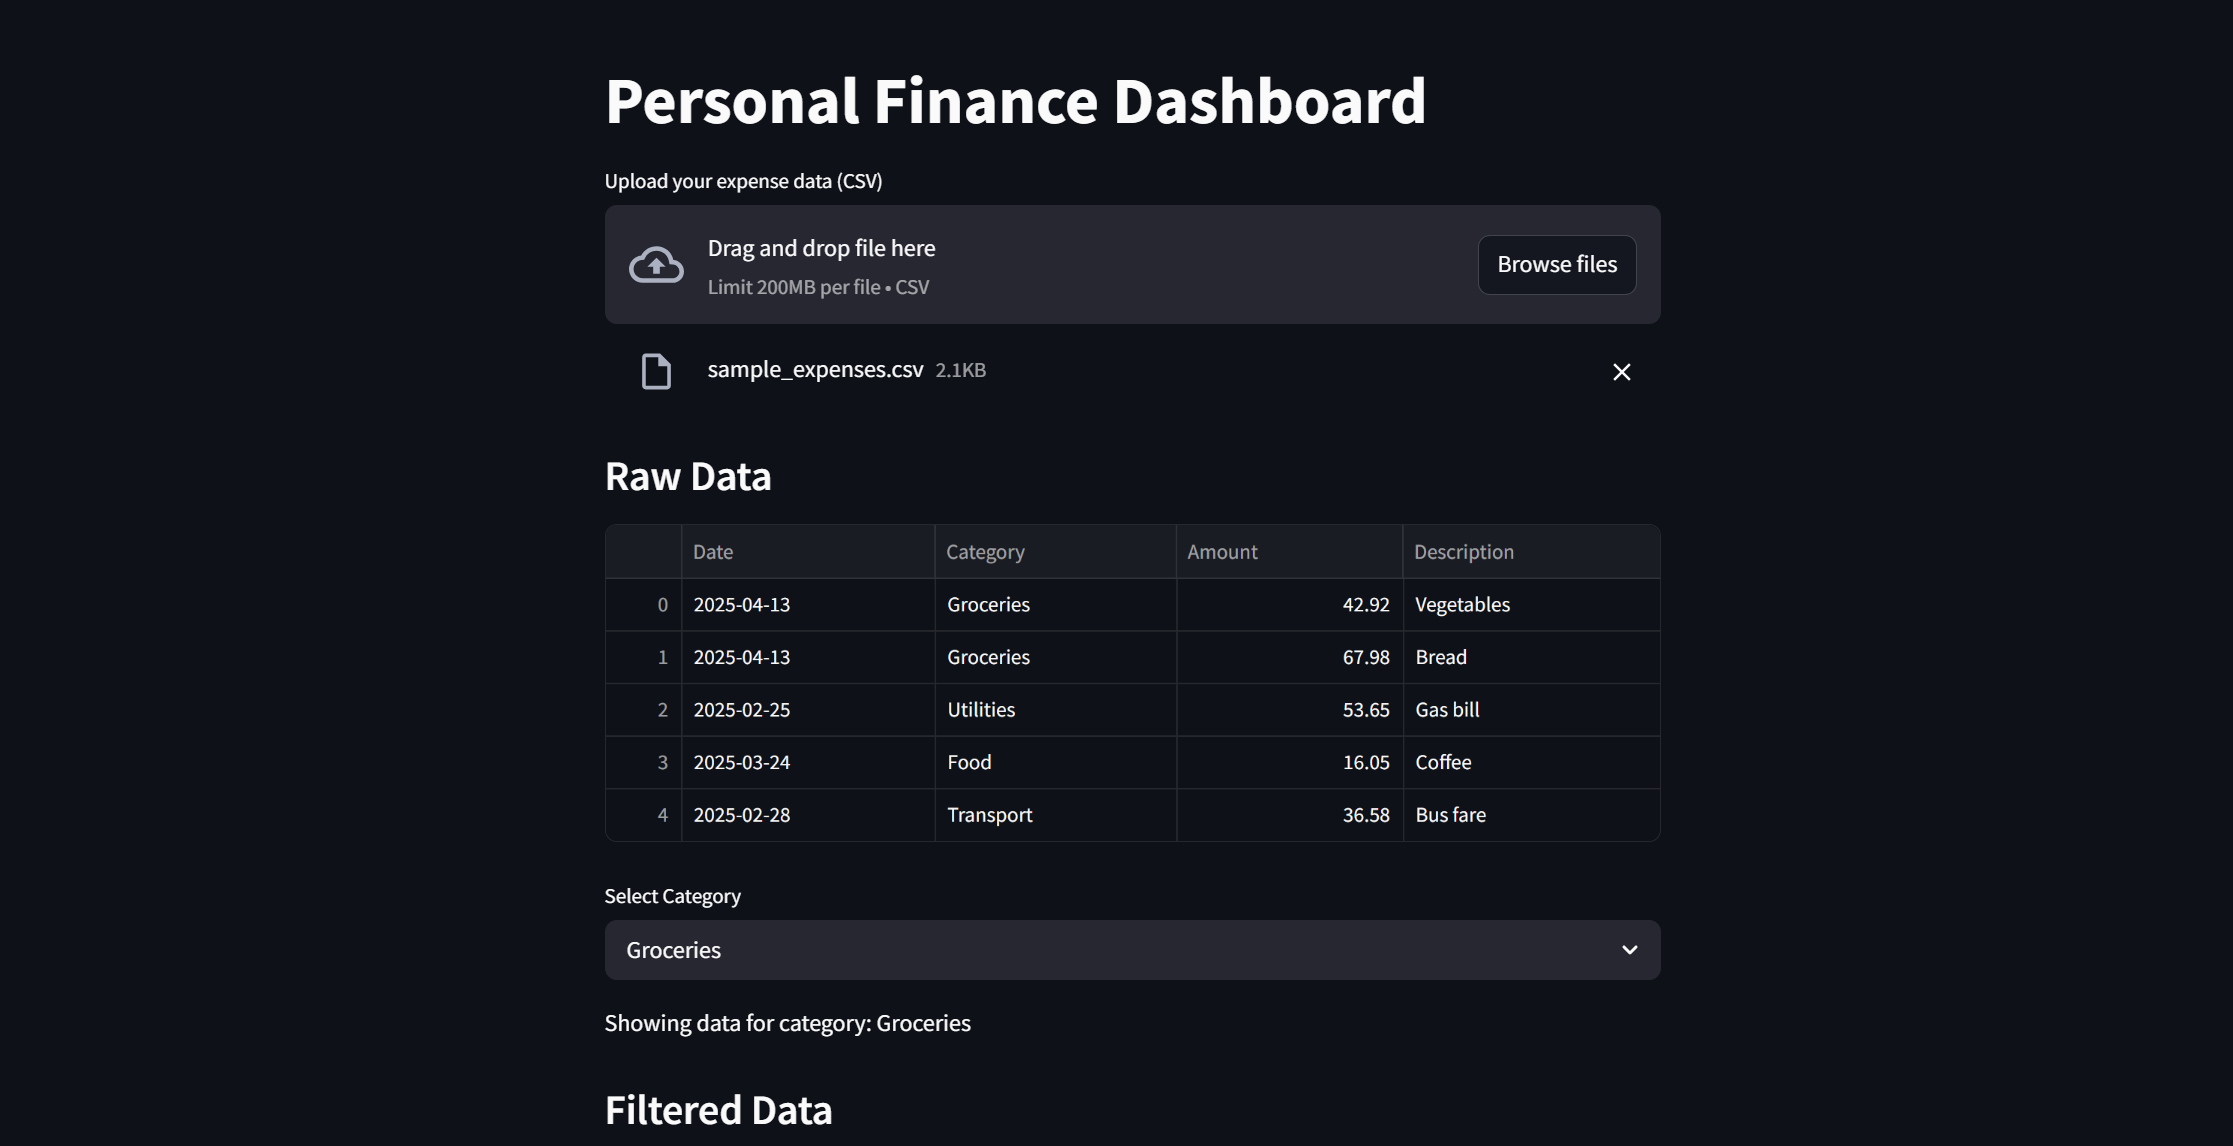 Personal Finance Dashboard
Upload your expense data (CSV)
Drag and drop file here
Limit 200MB per file • CSV
Browse files
sample_expenses.csv 2.1KB
Raw Data
Date Category Amount Description
0 2025-04-13 Groceries 42.92 Vegetables
1 2025-04-13 Groceries 67.98 Bread
2 2025-02-25 Utilities 53.65 Gas bill
3 2025-03-24 Food 16.05 Coffee
4 2025-02-28 Transport 36.58 Bus fare
Select Category
Groceries
Showing data for category: Groceries
Filtered Data